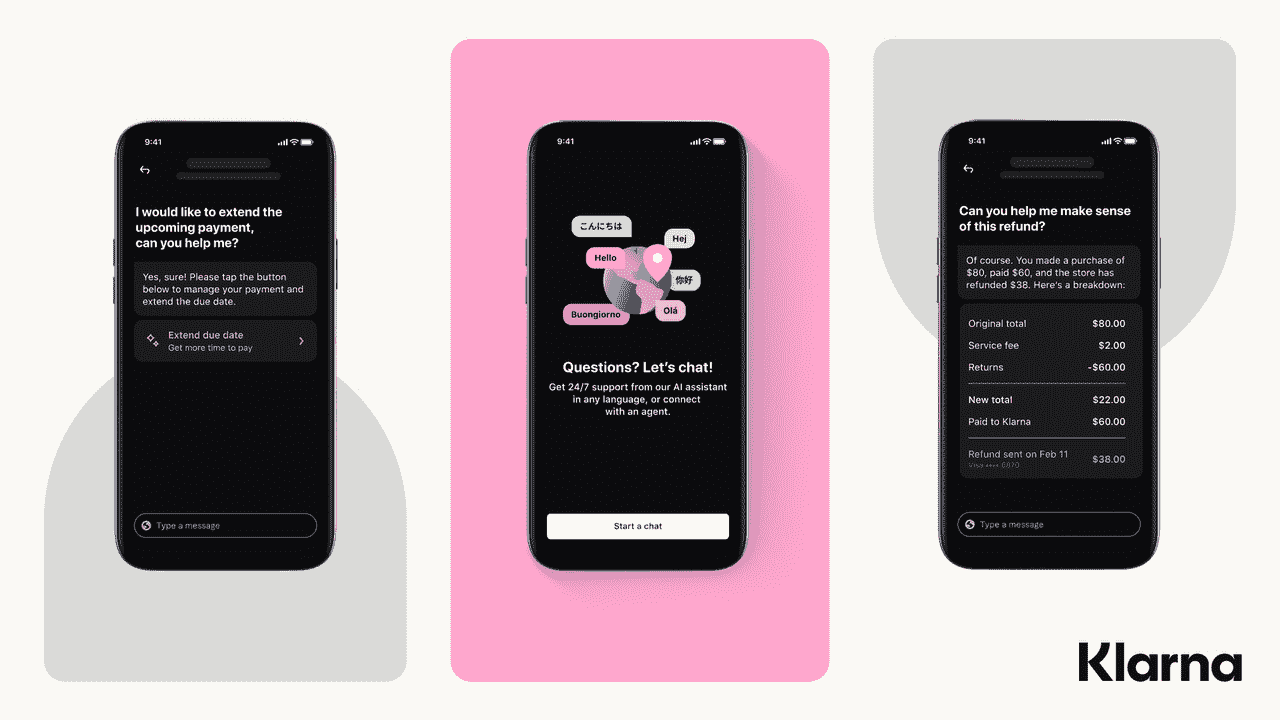 9:41
I would like to extend the
upcoming payment,
can you help me?
Yes, sure! Please tap the button
below to manage your payment and
extend the due date.
Extend due date
Get more time to pay
Type a message
9:41
こんにちは
Hej
Hello
你好
Olá
Buongiorno
Questions? Let's chat!
Get 24/7 support from our AI assistant
in any language, or connect
with an agent.
Start a chat
9:41
Can you help me make sense
of this refund?
Of course. You made a purchase of
$80, paid $60, and the store has
refunded $38. Here's a breakdown:
Original total $80.00
Service fee $2.00
Returns -$60.00
New total $22.00
Paid to Klarna $60.00
Refund sent on Feb 11 $38.00
Visa
Type a message
Klarna